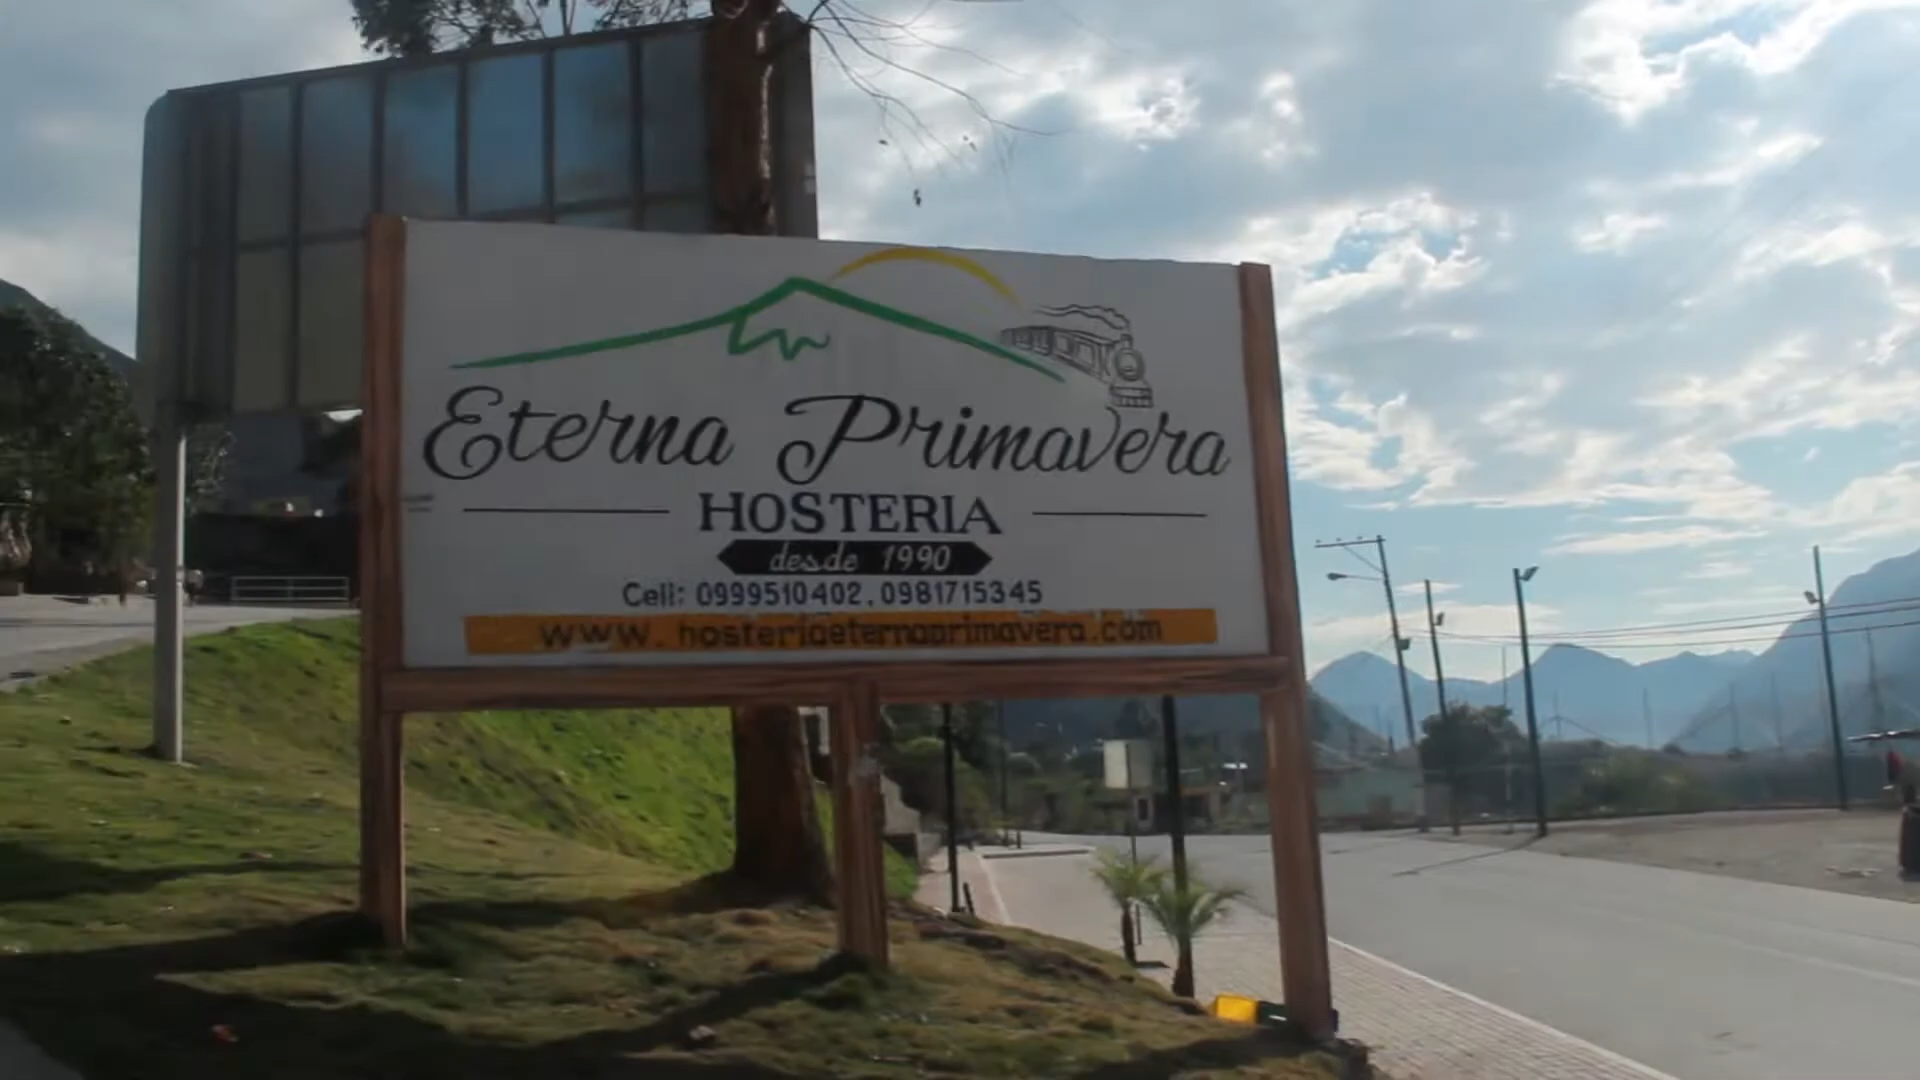 Eterna Primavera
HOSTERIA
desde 1990
Cell: 0999510402, 0981715345
www.hosteriaeternaprimavera.com